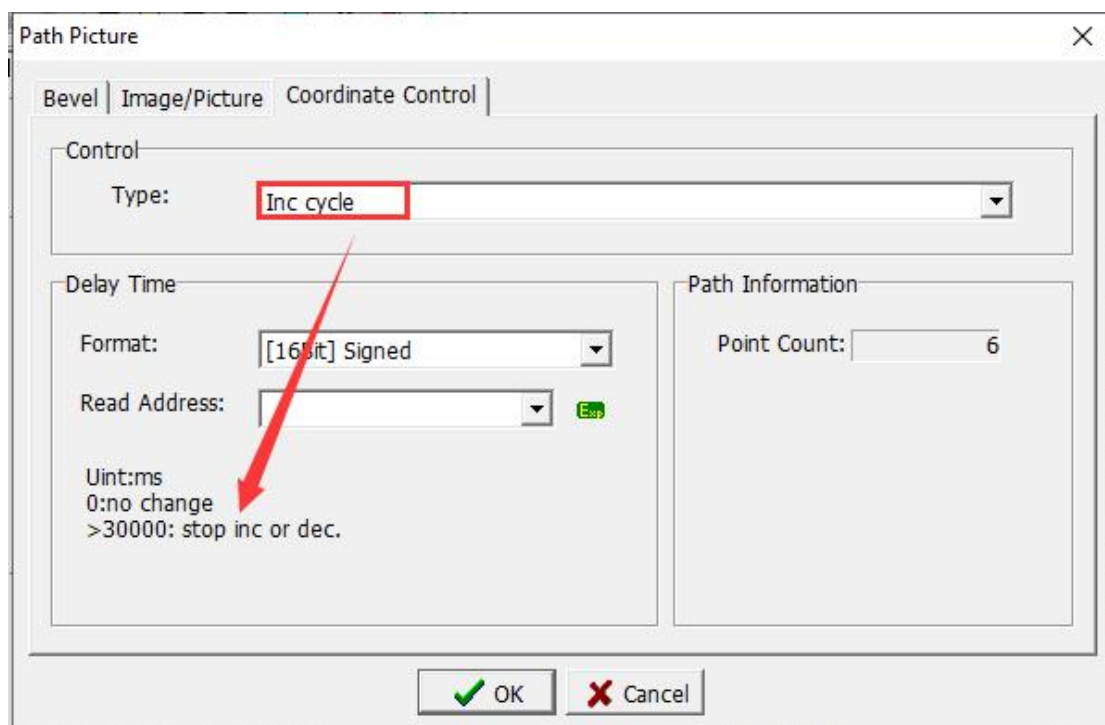 Path Picture
Bevel Image/Picture Coordinate Control
Control
Type: Inc cycle
Delay Time
Format: [16Bit] Signed
Read Address: Exp
Uint:ms
0:no change
>30000: stop inc or dec.
Path Information
Point Count: 6
OK Cancel